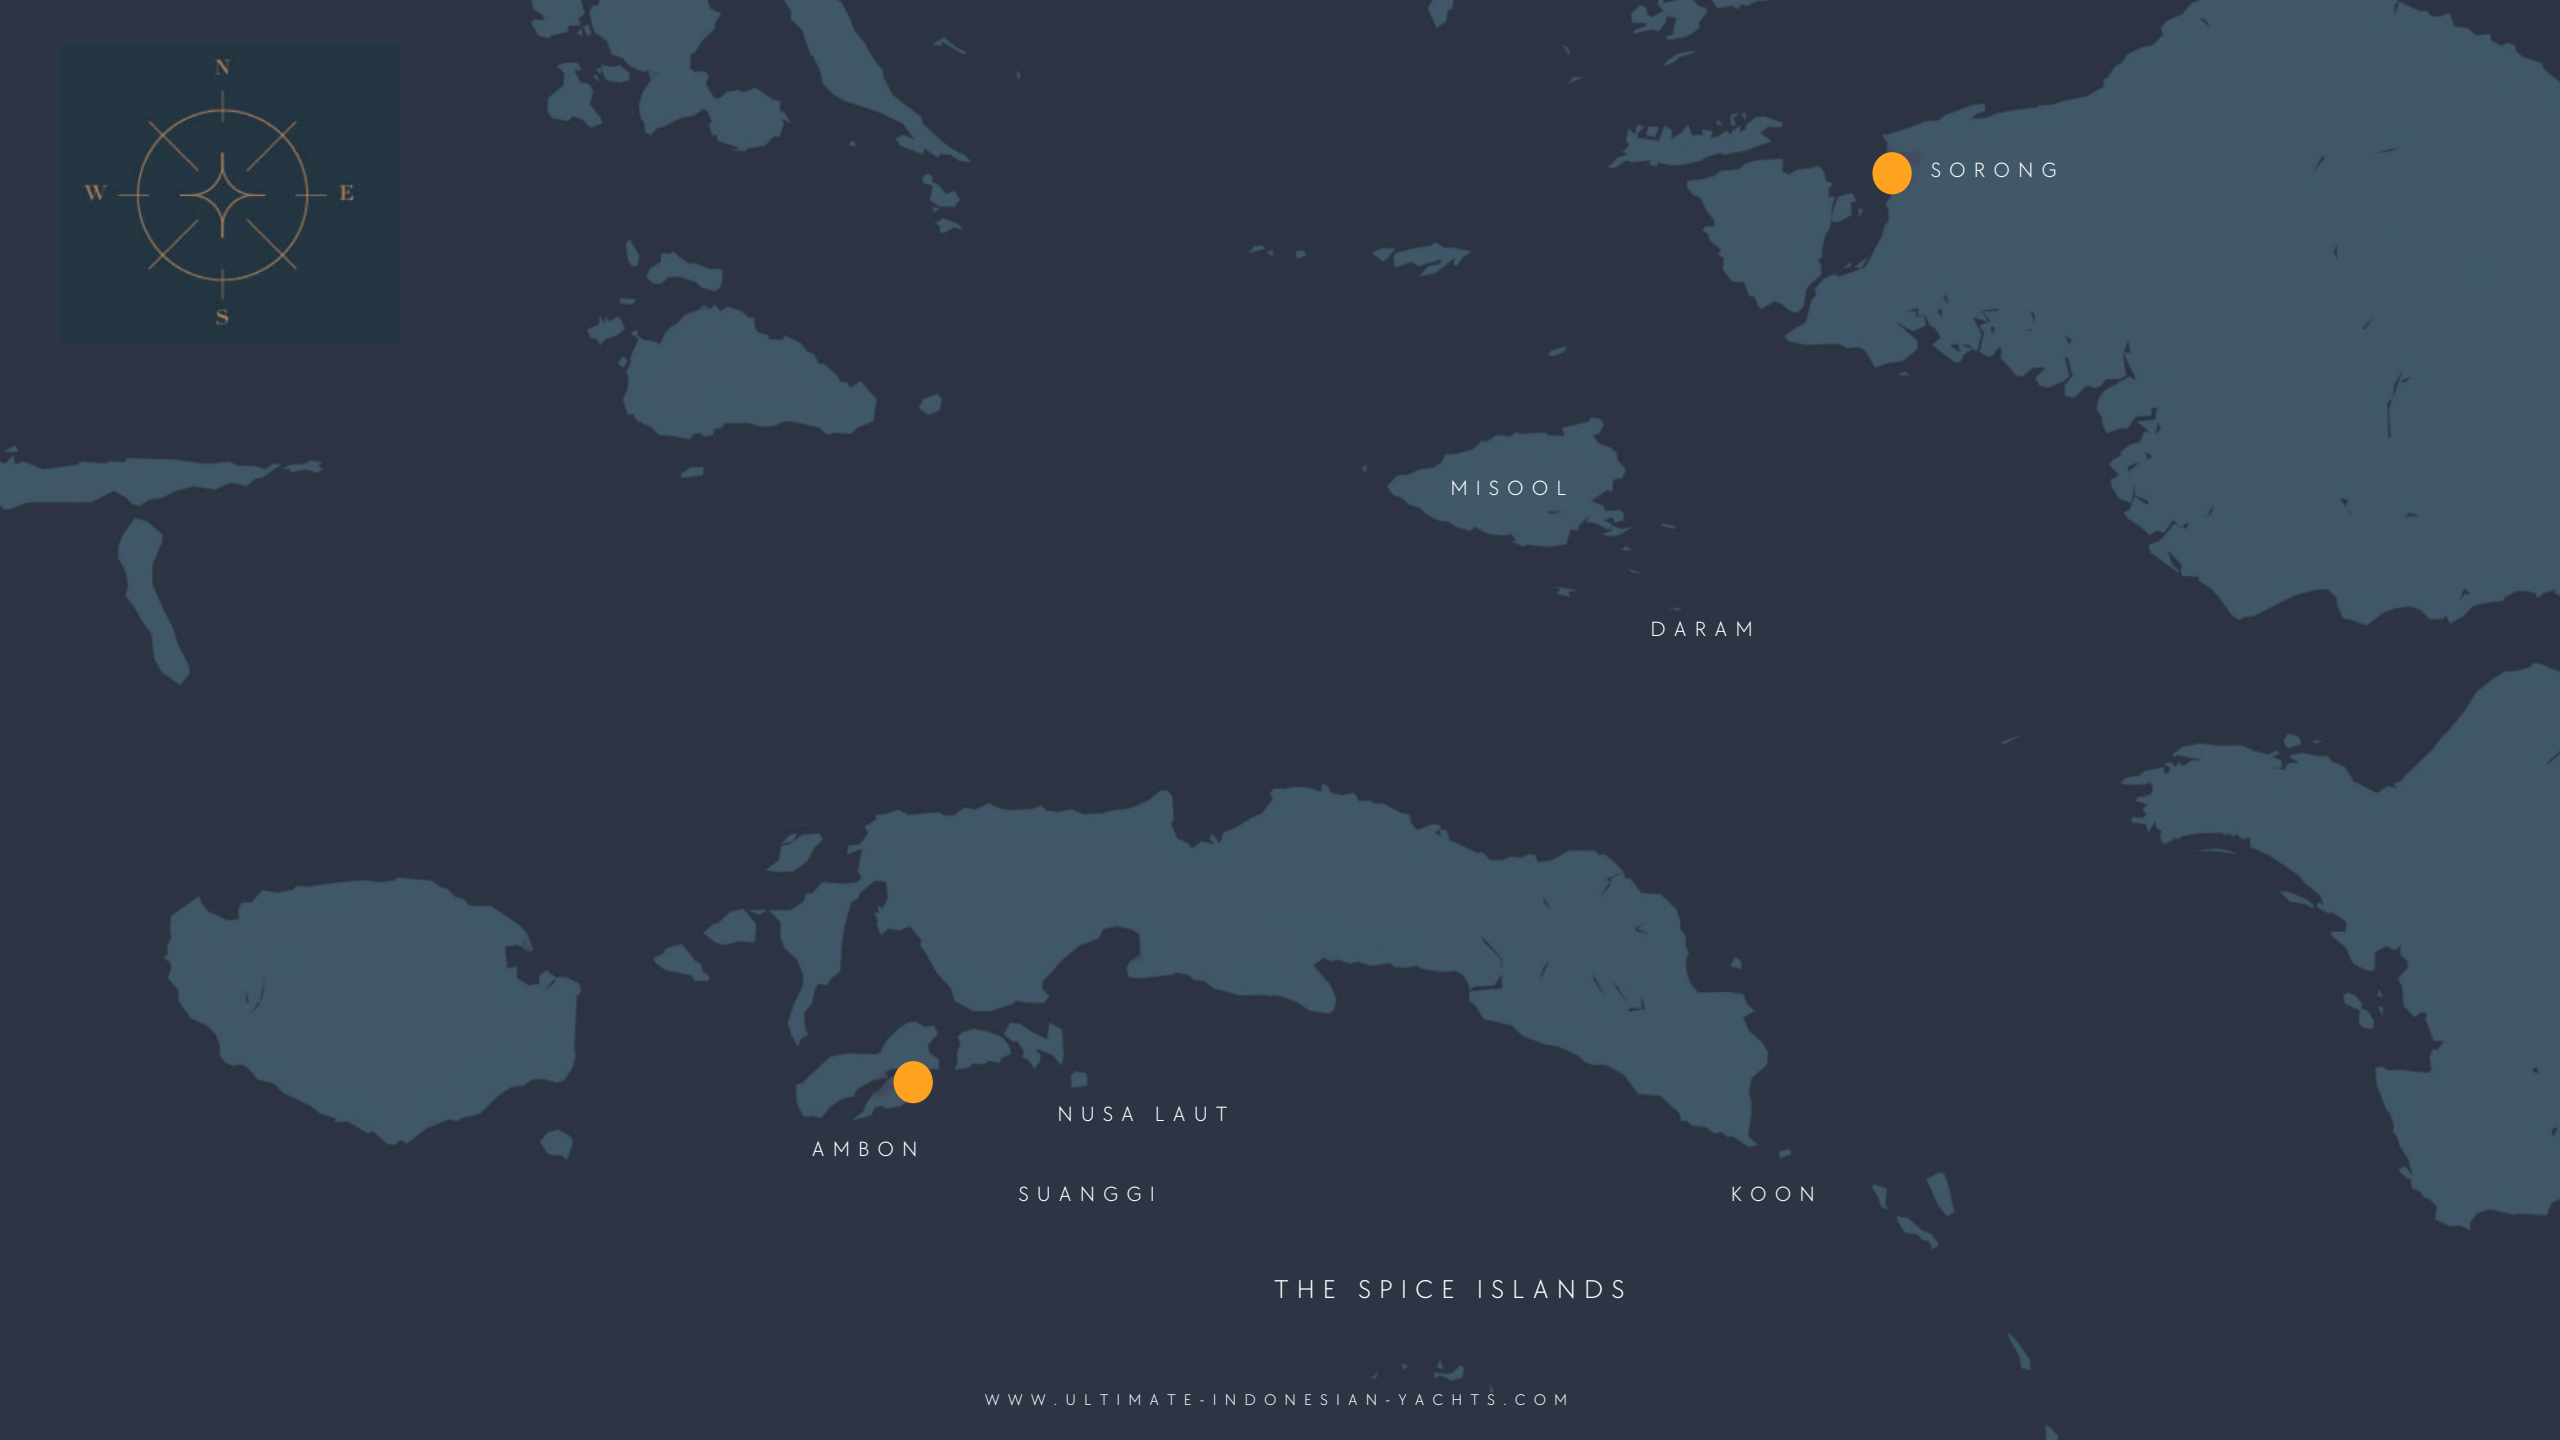 N
W
E
S
SORONG
MISOOL
DARAM
NUSA LAUT
AMBON
SUANGGI
KOON
THE SPICE ISLANDS
WWW.ULTIMATE-INDONESIAN-YACHTS.COM